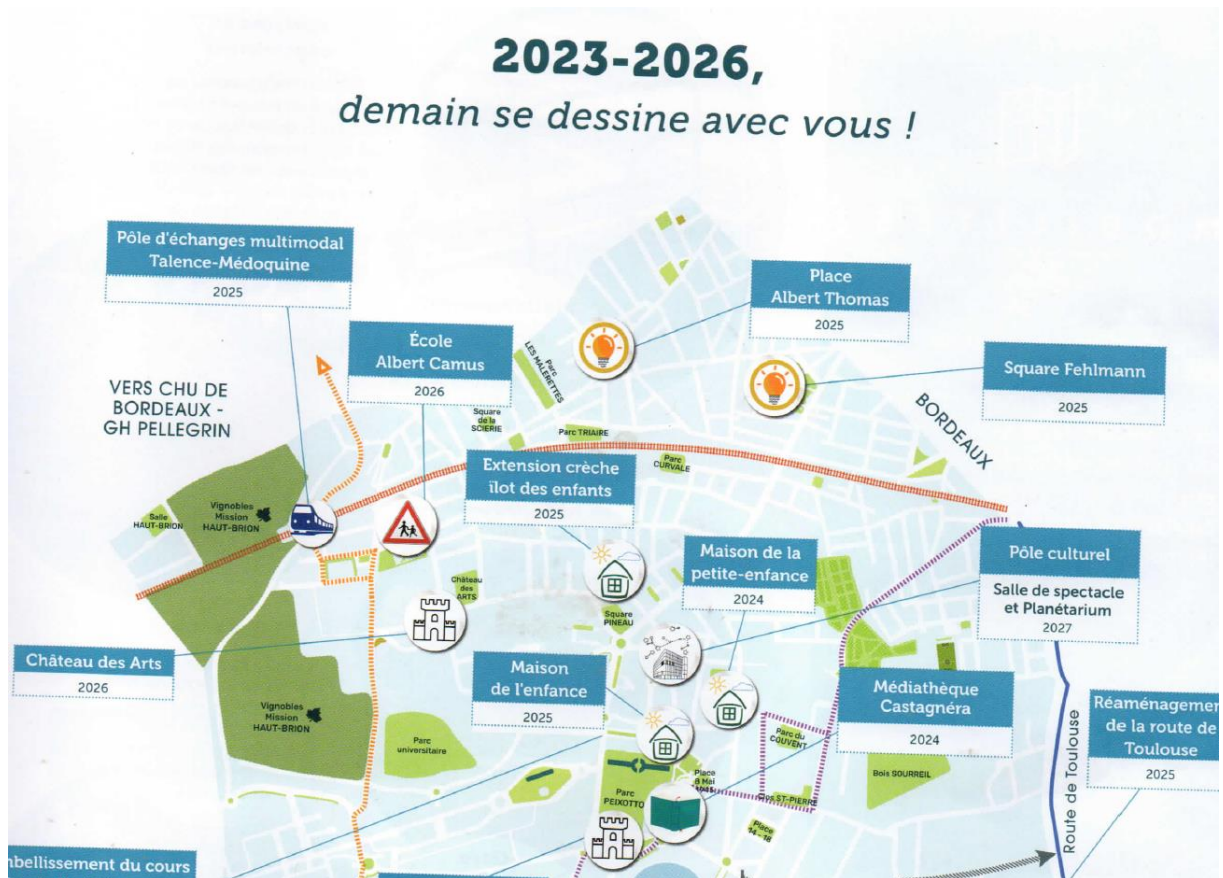 2023-2026,
demain se dessine avec vous !
Pôle d'échanges multimodal
Talence-Médoquine
2025
Place
Albert Thomas
2025
École
Albert Camus
2026
Square Fehlmann
2025
VERS CHU DE
BORDEAUX -
GH PELLEGRIN
Parc
LES MALERETTES
BORDEAUX
Square
de la
SCIERIE
Parc TRIAIRE
Parc
CURVALE
Extension crèche
îlot des enfants
2025
Salle
HAUT-BRION
Vignobles
Mission
HAUT-BRION
Maison de la
petite-enfance
2024
Pôle culturel
Salle de spectacle
et Planétarium
2027
Château
des
ARTS
Square
PINEAU
Château des Arts
2026
Maison
de l'enfance
2025
Médiathèque
Castagnéra
2024
Réaménagemen
de la route de
Toulouse
2025
Vignobles
Mission
HAUT-BRION
Parc
universitaire
Parc du
COUVENT
Bois SOURREIL
Route de Toulouse
Place
8 Mai
1945
Parc
PEIXOTTO
Clos ST-PIERRE
Place
14 - 18
mbellissement du cours